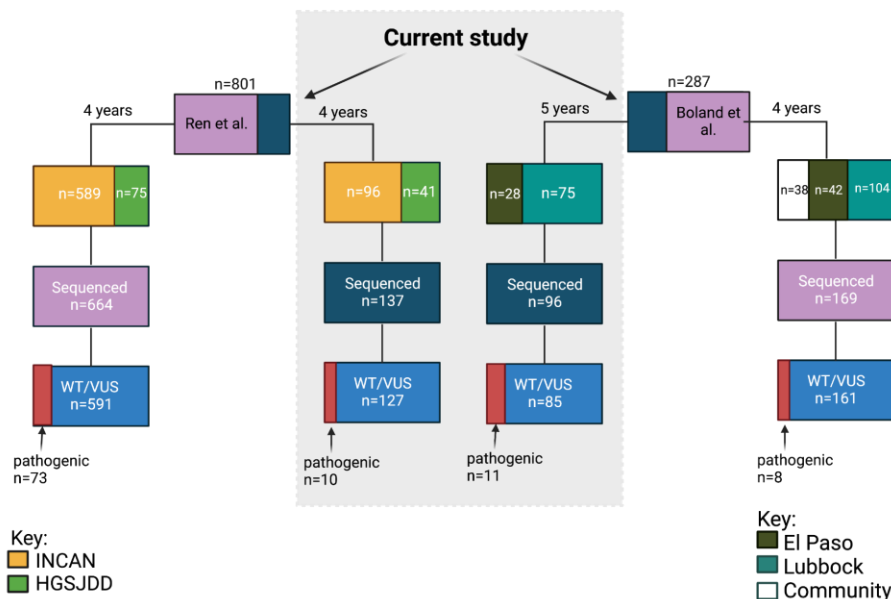 Current study
n=801
n=287
4 years
Ren et al.
4 years
5 years
Boland et
al.
4 years
n=589
n=75
n=96
n=41
n=28
n=75
n=38
n=42
n=104
Sequenced
n=664
Sequenced
n=137
Sequenced
n=96
Sequenced
n=169
WT/VUS
n=591
WT/VUS
n=127
WT/VUS
n=85
WT/VUS
n=161
pathogenic
n=73
pathogenic
n=10
pathogenic
n=11
pathogenic
n=8
Key:
INCAN
HGSJDD
Key:
El Paso
Lubbock
Community